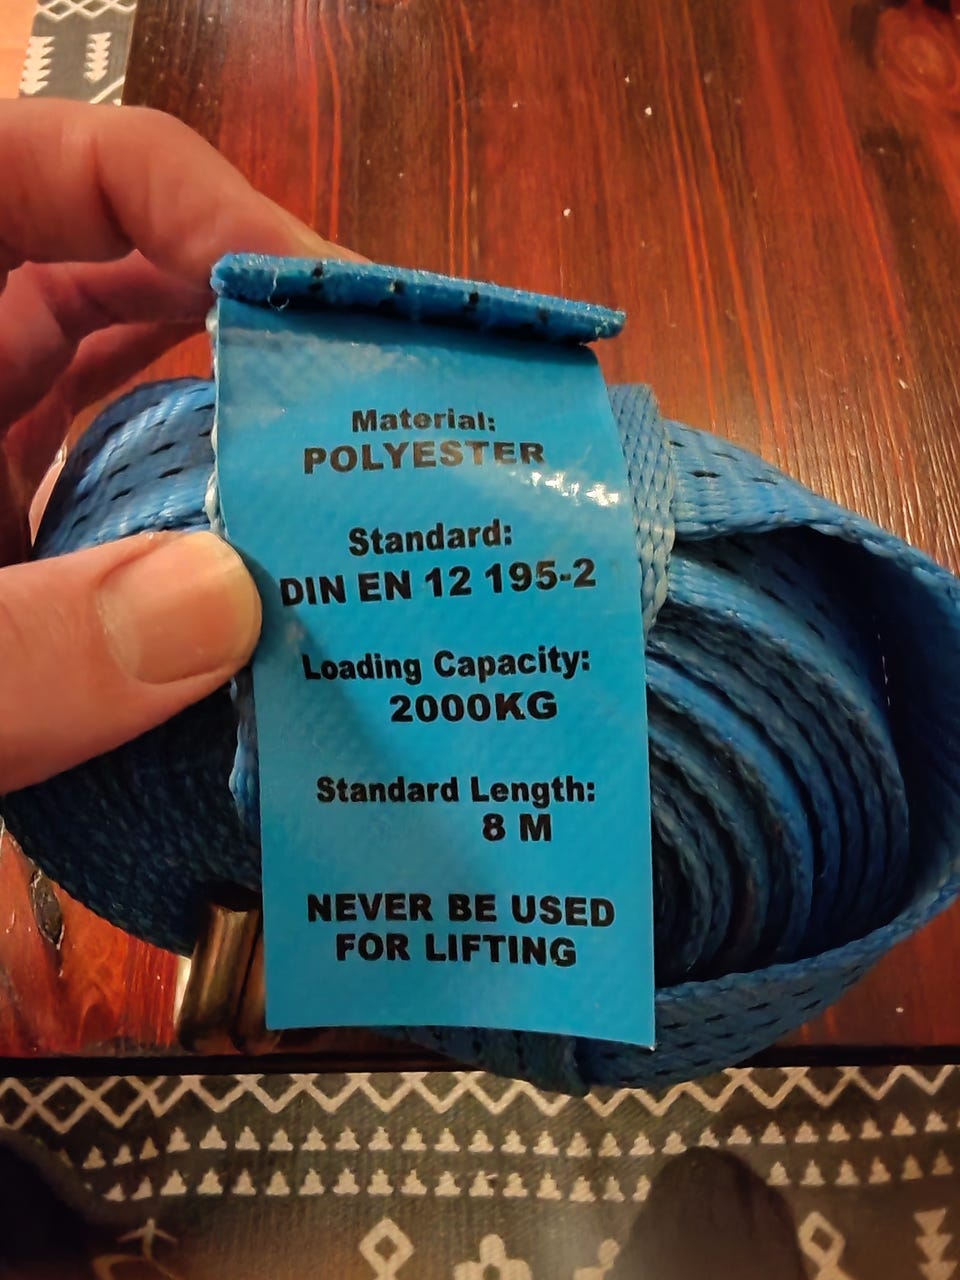 Material:
POLYESTER
Standard:
DIN EN 12 195-2
Loading Capacity:
2000KG
Standard Length:
8 M
NEVER BE USED
FOR LIFTING